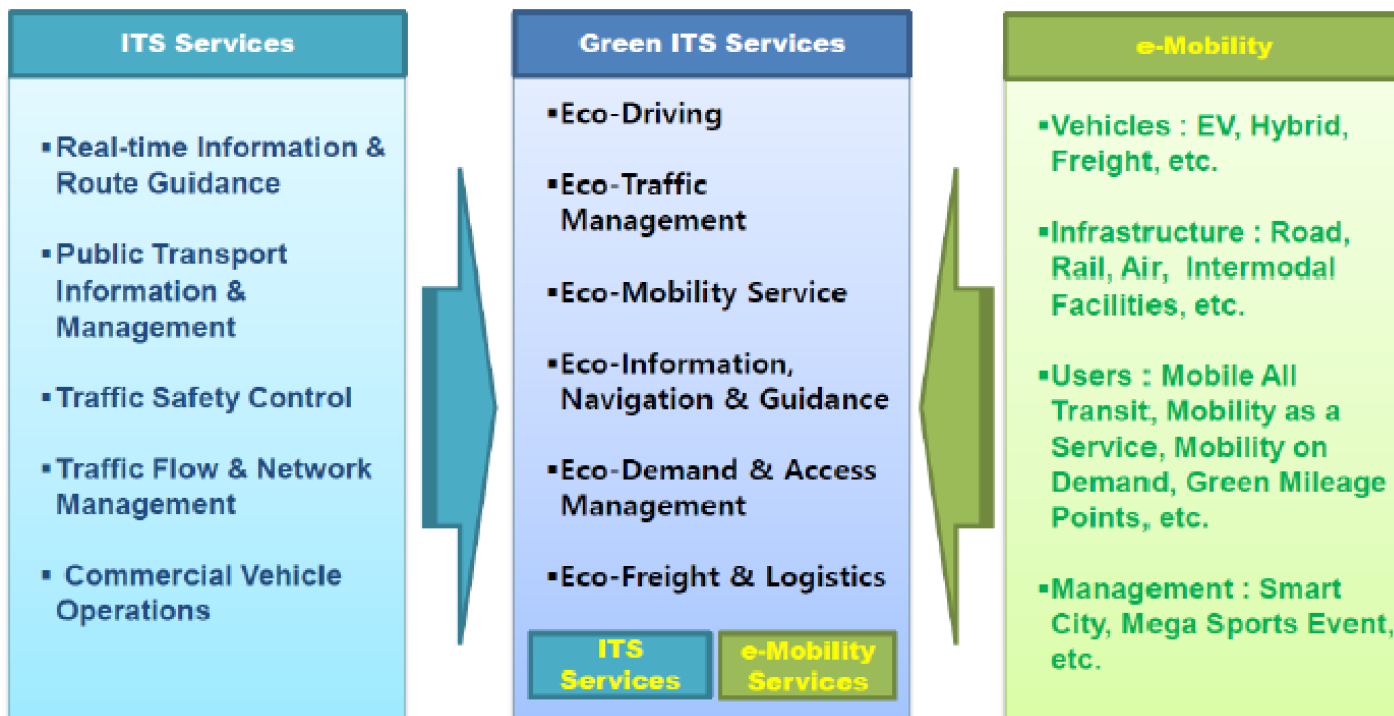 ITS Services
▪Real-time Information &
Route Guidance
▪Public Transport
Information &
Management
▪Traffic Safety Control
▪Traffic Flow & Network
Management
▪ Commercial Vehicle
Operations
Green ITS Services
▪Eco-Driving
▪Eco-Traffic
Management
▪Eco-Mobility Service
▪Eco-Information,
Navigation & Guidance
▪Eco-Demand & Access
Management
▪Eco-Freight & Logistics
ITS
Services
e-Mobility
Services
e-Mobility
▪Vehicles : EV, Hybrid,
Freight, etc.
▪Infrastructure : Road,
Rail, Air, Intermodal
Facilities, etc.
▪Users : Mobile All
Transit, Mobility as a
Service, Mobility on
Demand, Green Mileage
Points, etc.
▪Management : Smart
City, Mega Sports Event,
etc.